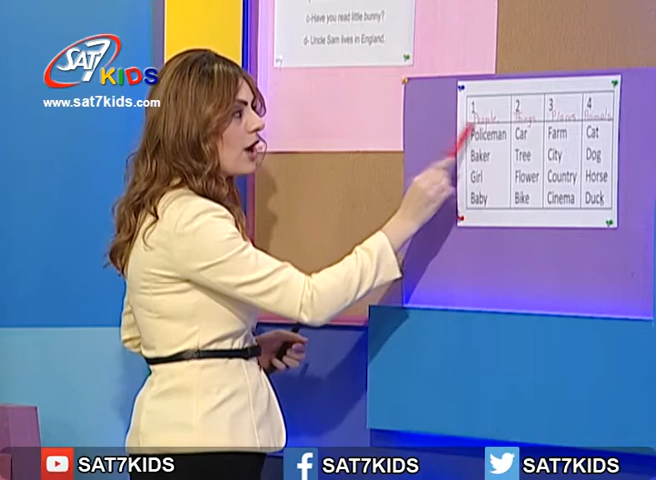 c-Have you read little bunny?
d- Uncle Sam lives in England.
SAT7 KIDS
www.sat7kids.com
1 2 3 4
People Things Places Animals
Policeman Car Farm Cat
Baker Tree City Dog
Girl Flower Country Horse
Baby Bike Cinema Duck
SAT7KIDS SAT7KIDS SAT7KIDS